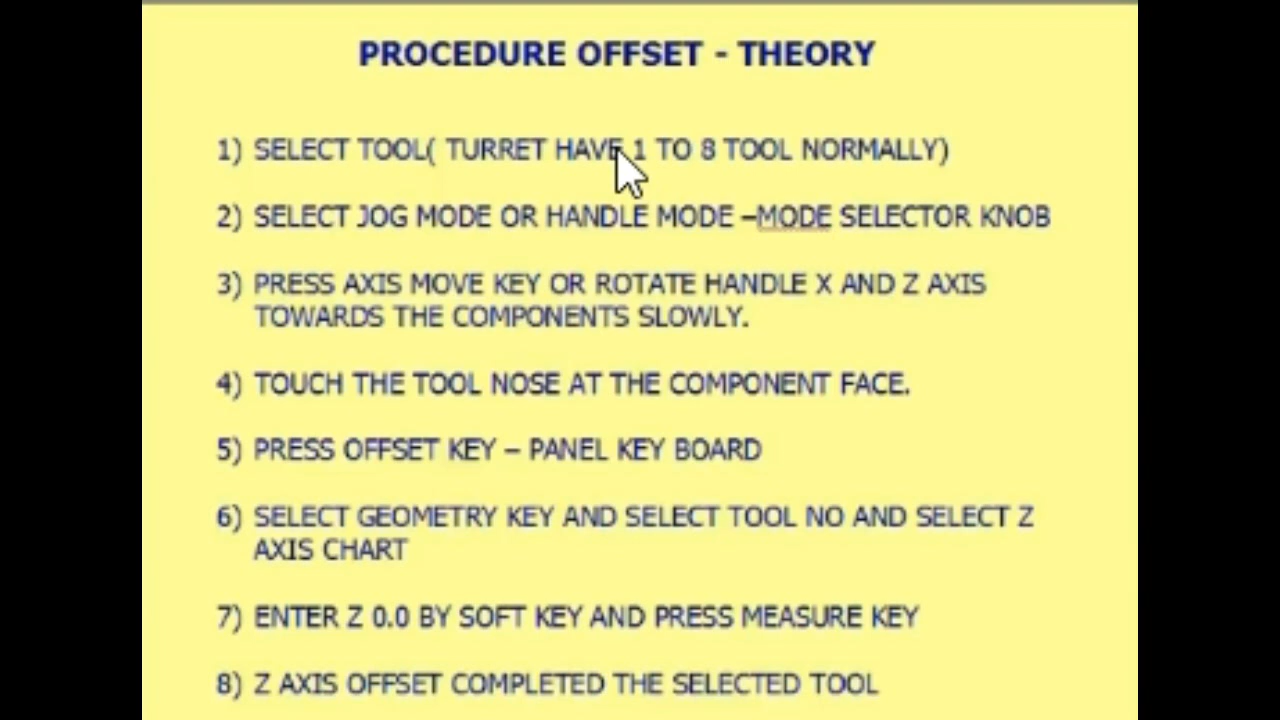 PROCEDURE OFFSET - THEORY
1) SELECT TOOL( TURRET HAVE 1 TO 8 TOOL NORMALLY)
2) SELECT JOG MODE OR HANDLE MODE –MODE SELECTOR KNOB
3) PRESS AXIS MOVE KEY OR ROTATE HANDLE X AND Z AXIS
TOWARDS THE COMPONENTS SLOWLY.
4) TOUCH THE TOOL NOSE AT THE COMPONENT FACE.
5) PRESS OFFSET KEY – PANEL KEY BOARD
6) SELECT GEOMETRY KEY AND SELECT TOOL NO AND SELECT Z
AXIS CHART
7) ENTER Z 0.0 BY SOFT KEY AND PRESS MEASURE KEY
8) Z AXIS OFFSET COMPLETED THE SELECTED TOOL